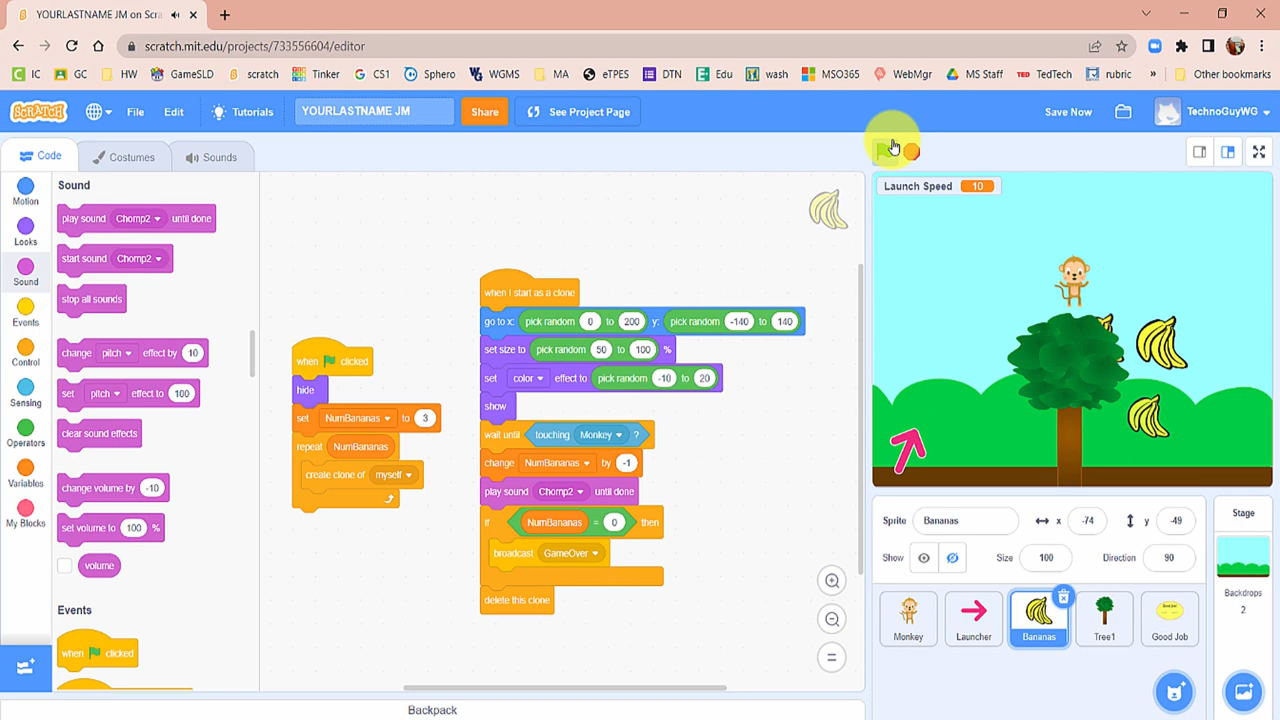 YOURLASTNAME JM on Scra
scratch.mit.edu/projects/733556604/editor
IC GC HW GameSLD scratch Tinker CS1 Sphero WGMS MA eTPES DTN Edu wash MSO365 WebMgr MS Staff TED TedTech rubric » Other bookmarks
SCRATCH File Edit Tutorials YOURLASTNAME JM Share See Project Page Save Now TechnoGuyWG
Code Costumes Sounds
Motion
Looks
Sound
Events
Control
Sensing
Operators
Variables
My Blocks
Sound
play sound Chomp2 until done
start sound Chomp2
stop all sounds
change pitch effect by 10
set pitch effect to 100
clear sound effects
change volume by -10
set volume to 100 %
volume
Events
when clicked
when clicked
hide
set NumBananas to 3
repeat NumBananas
create clone of myself
when I start as a clone
go to x: pick random 0 to 200 y: pick random -140 to 140
set size to pick random 50 to 100 %
set color effect to pick random -10 to 20
show
wait until touching Monkey ?
change NumBananas by -1
play sound Chomp2 until done
if NumBananas = 0 then
broadcast GameOver
delete this clone
Launch Speed 10
Sprite Bananas x -74 y -49
Show Size 100 Direction 90
Monkey Launcher Bananas Tree1 Good Job
Stage
Backdrops
2
Backpack